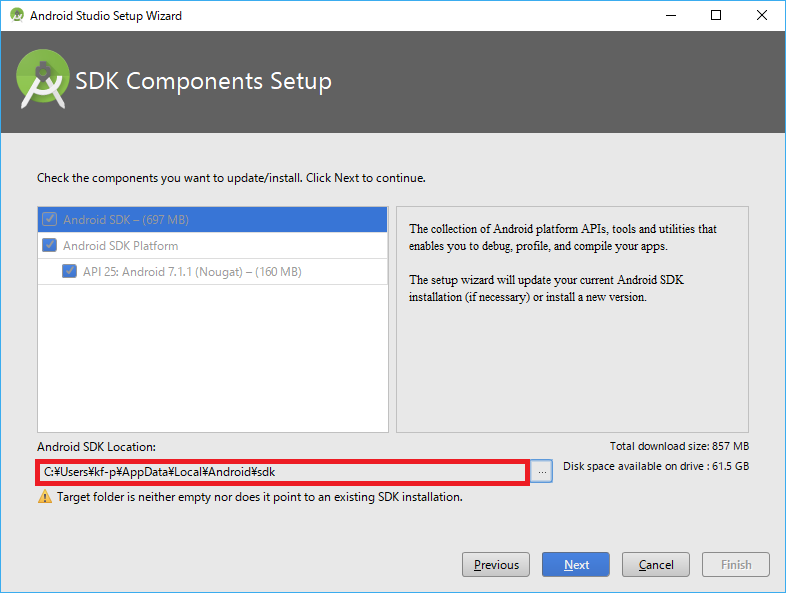 Android Studio Setup Wizard
SDK Components Setup
Check the components you want to update/install. Click Next to continue.
Android SDK – (697 MB)
Android SDK Platform
API 25: Android 7.1.1 (Nougat) – (160 MB)
The collection of Android platform APIs, tools and utilities that
enables you to debug, profile, and compile your apps.
The setup wizard will update your current Android SDK
installation (if necessary) or install a new version.
Android SDK Location:
Total download size: 857 MB
C:¥Users¥kf-p¥AppData¥Local¥Android¥sdk
...
Disk space available on drive : 61.5 GB
Target folder is neither empty nor does it point to an existing SDK installation.
Previous
Next
Cancel
Finish